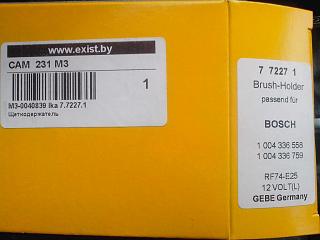 www.exist.by
CAM 231 M3
1
M3-0040839 Ika 7.7227.1
Щеткодержатель
7 7227 1
Brush-Holder
passend für
BOSCH
1 004 336 558
1 004 336 759
RF74-E25
12 VOLT(L)
GEBE Germany